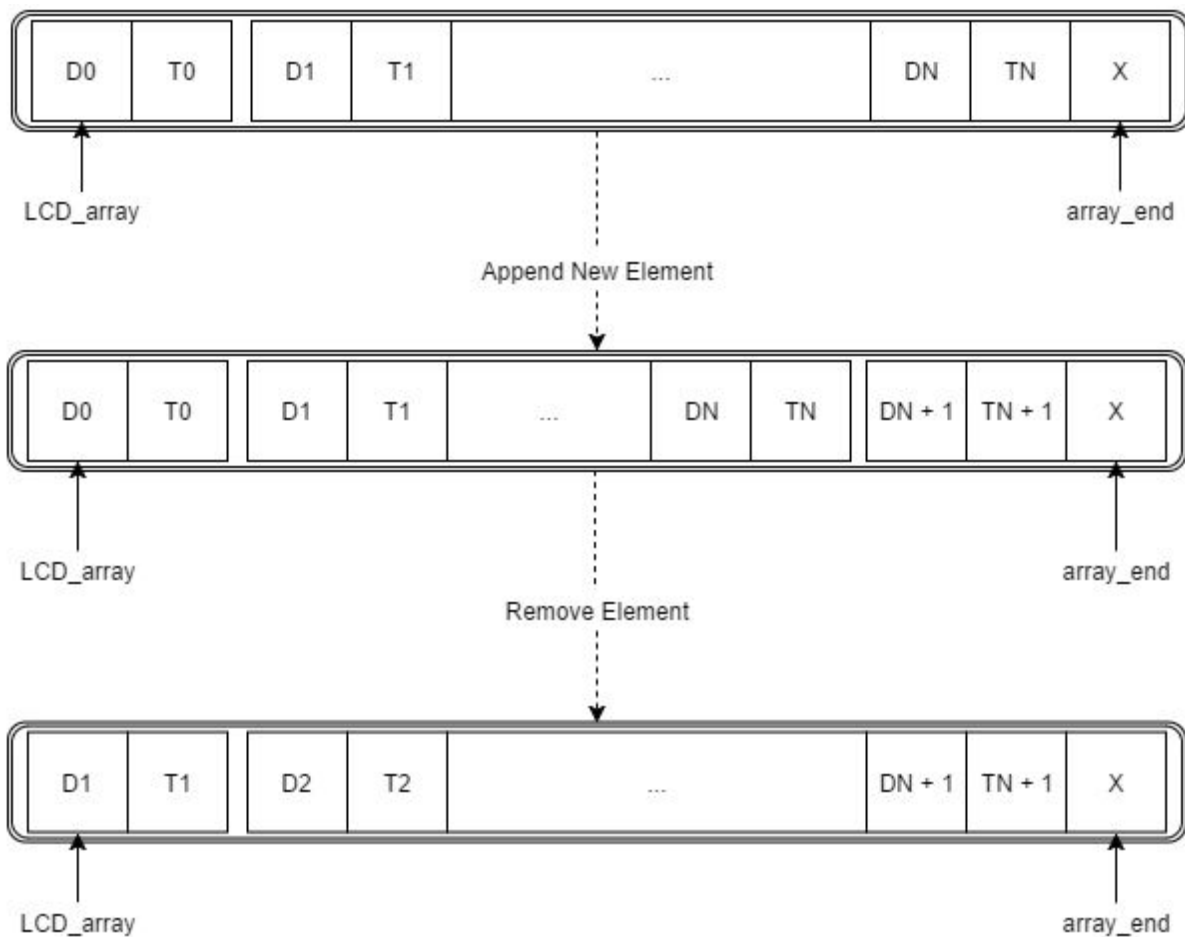 D0 T0 D1 T1 ... DN TN X
LCD_array array_end
Append New Element
D0 T0 D1 T1 ... DN TN DN + 1 TN + 1 X
LCD_array array_end
Remove Element
D1 T1 D2 T2 ... DN + 1 TN + 1 X
LCD_array array_end